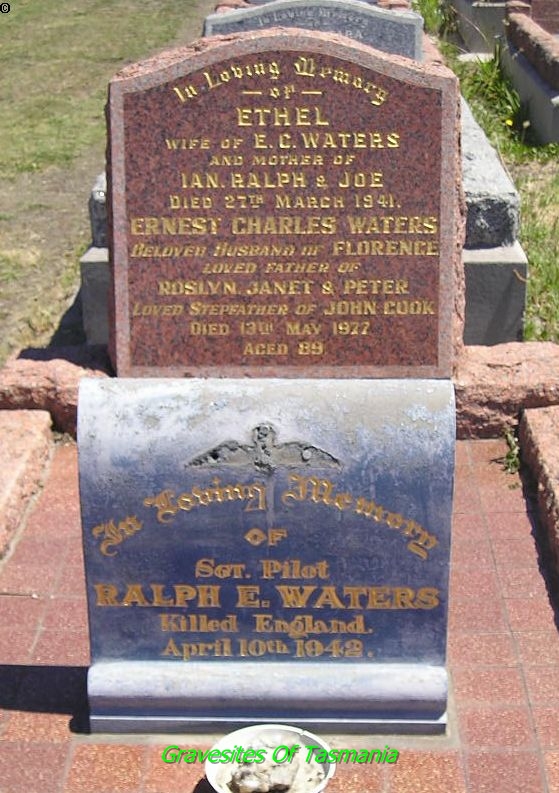 ©
In Loving Memory
In Loving Memory
— OF —
ETHEL
WIFE OF E. C. WATERS
AND MOTHER OF
IAN, RALPH & JOE
DIED 27TH MARCH 1941.
ERNEST CHARLES WATERS
BELOVED HUSBAND OF FLORENCE
LOVED FATHER OF
ROSLYN, JANET & PETER
LOVED STEPFATHER OF JOHN COOK
DIED 13TH MAY 1977
AGED 89
In Loving Memory
OF
Sgt. Pilot
RALPH E. WATERS
Killed England.
April 10th 1942.
Gravesites Of Tasmania